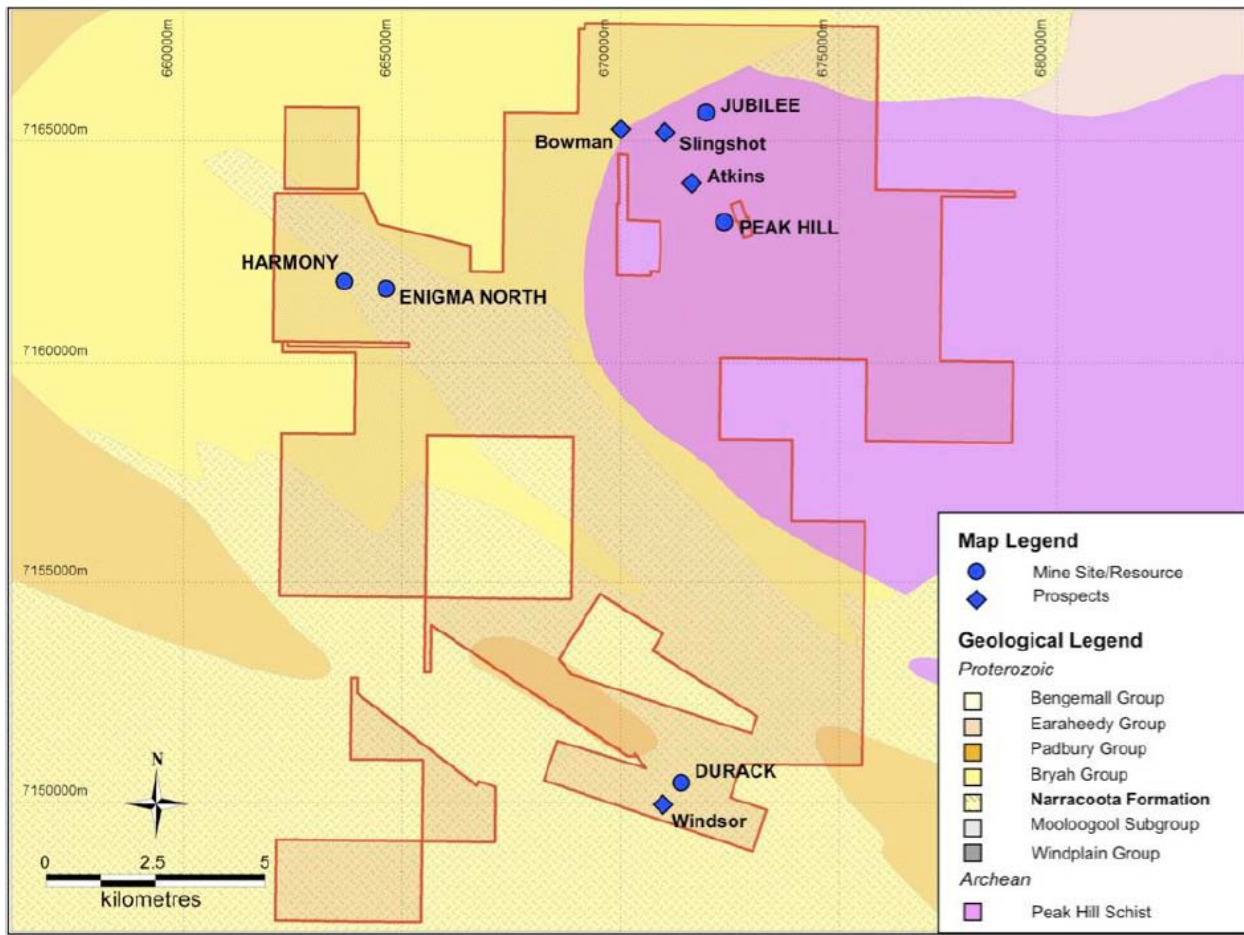 660000m
665000m
670000m
675000m
680000m
JUBILEE
7165000m
Bowman
Slingshot
Atkins
PEAK HILL
HARMONY
ENIGMA NORTH
7160000m
7155000m
Map Legend
Mine Site/Resource
Prospects
Geological Legend
Proterozoic
Bengemall Group
Earaheedy Group
Padbury Group
Bryah Group
Narracoota Formation
Mooloogool Subgroup
Windplain Group
Archean
Peak Hill Schist
DURACK
7150000m
Windsor
N
0 2.5 5
kilometres